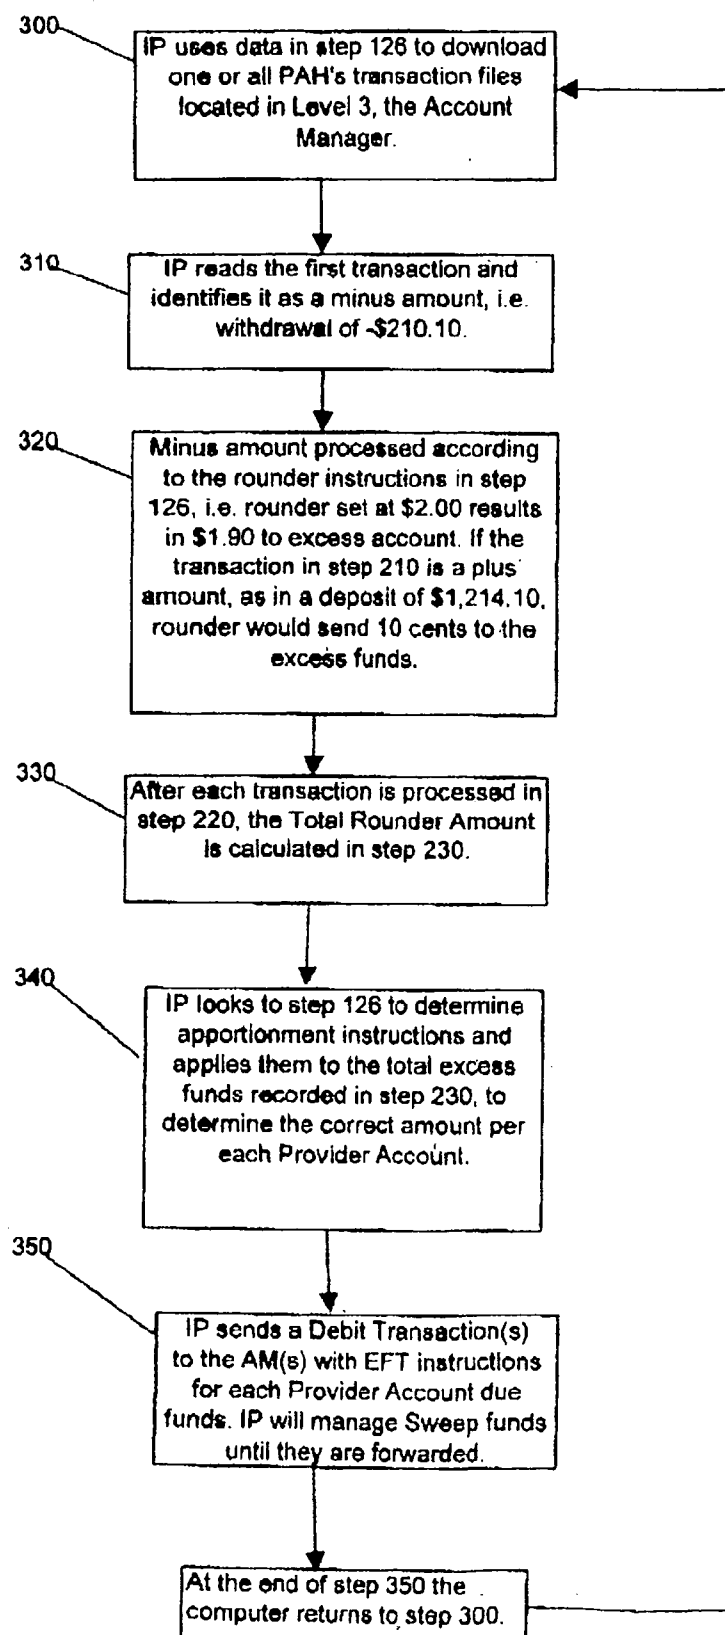 300
IP uses data in step 126 to download
one or all PAH's transaction files
located in Level 3, the Account
Manager.
310
IP reads the first transaction and
identifies it as a minus amount, i.e.
withdrawal of -$210.10.
320
Minus amount processed according
to the rounder instructions in step
126, i.e. rounder set at $2.00 results
in $1.90 to excess account. If the
transaction in step 210 is a plus
amount, as in a deposit of $1,214.10,
rounder would send 10 cents to the
excess funds.
330
After each transaction is processed in
step 220, the Total Rounder Amount
is calculated in step 230.
340
IP looks to step 126 to determine
apportionment instructions and
applies them to the total excess
funds recorded in step 230, to
determine the correct amount per
each Provider Account.
350
IP sends a Debit Transaction(s)
to the AM(s) with EFT instructions
for each Provider Account due
funds. IP will manage Sweep funds
until they are forwarded.
At the end of step 350 the
computer returns to step 300.